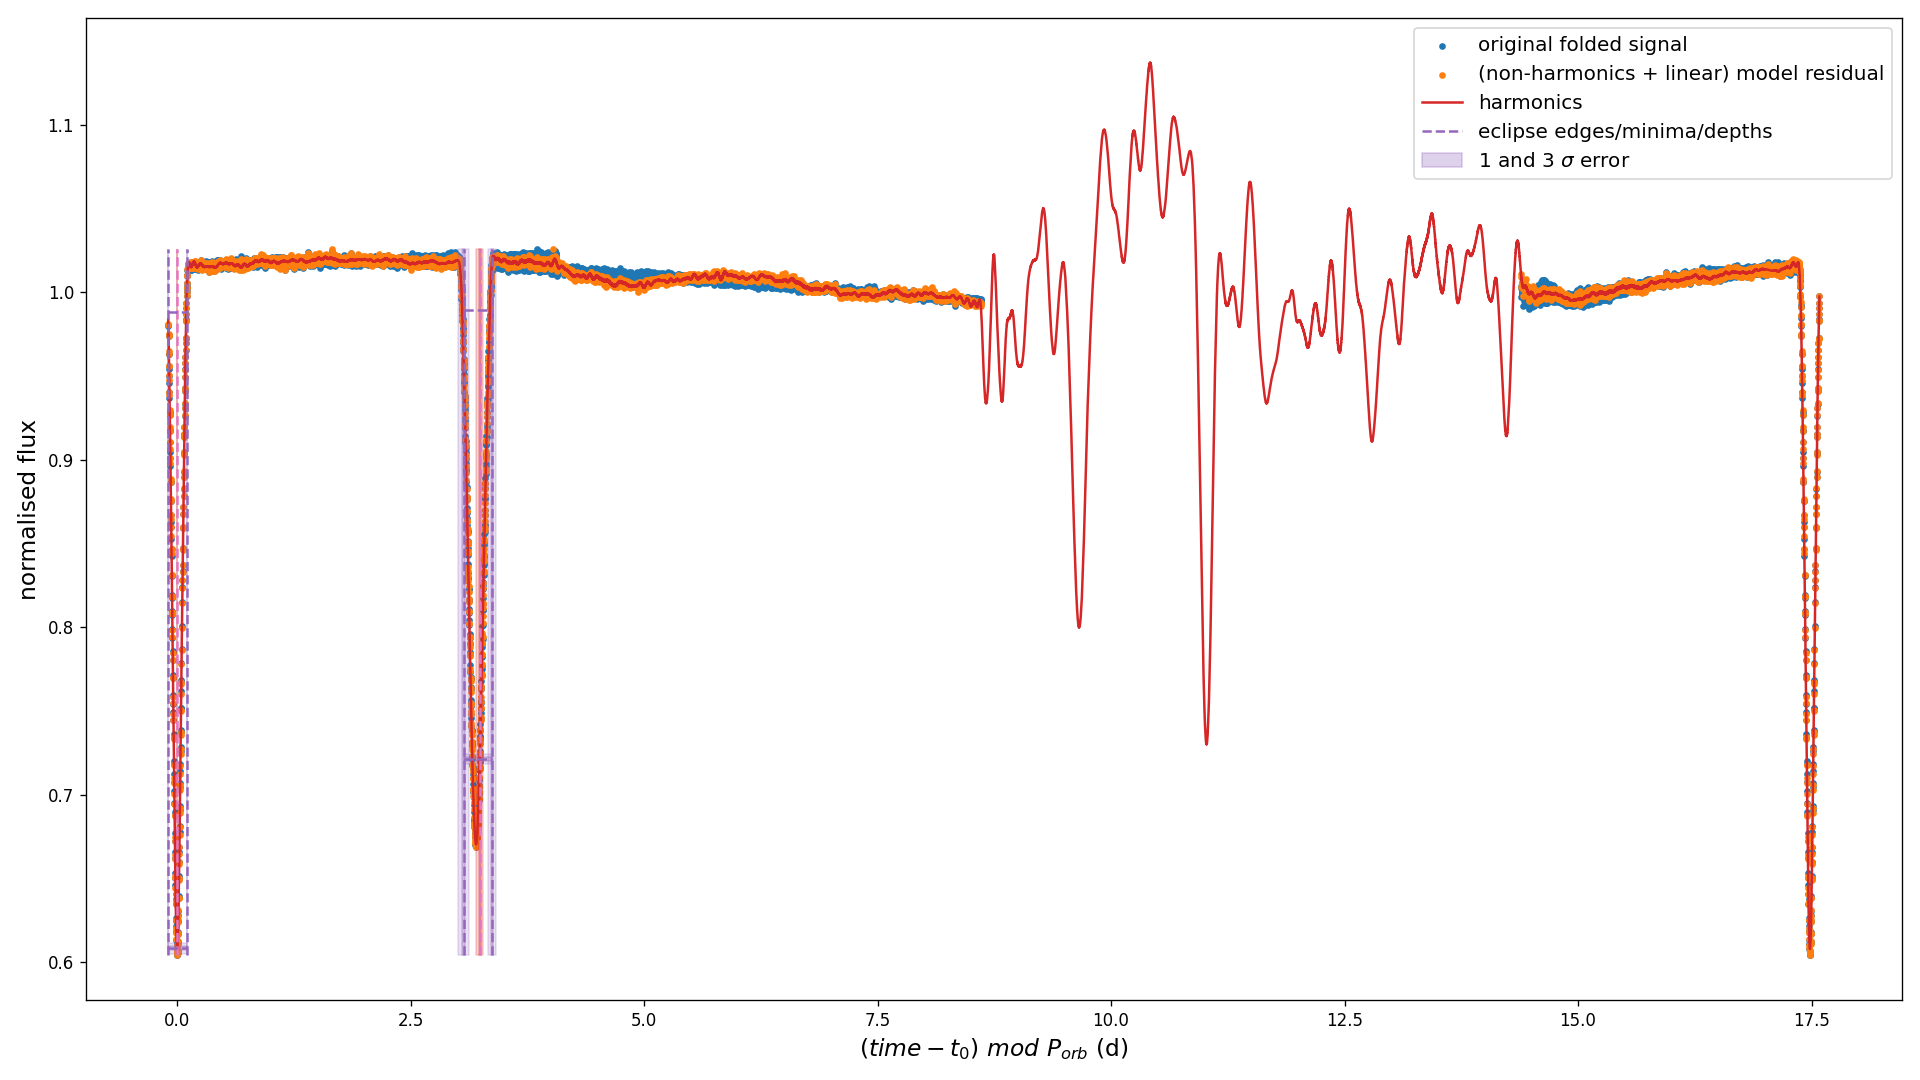 original folded signal
(non-harmonics + linear) model residual
harmonics
eclipse edges/minima/depths
1 and 3 σ error
normalised flux
1.1
1.0
0.9
0.8
0.7
0.6
0.0 2.5 5.0 7.5 10.0 12.5 15.0 17.5
(time − t₀) mod P_orb (d)